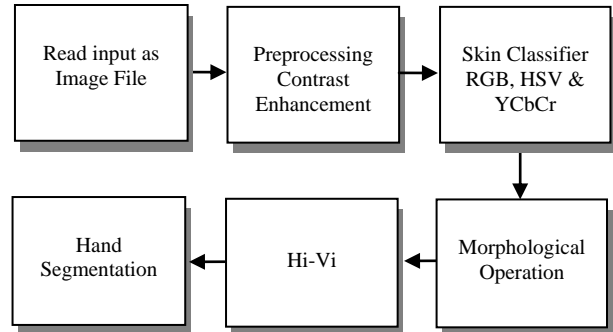 Read input as
Image File
Preprocessing
Contrast
Enhancement
Skin Classifier
RGB, HSV &
YCbCr
Hand
Segmentation
Hi-Vi
Morphological
Operation